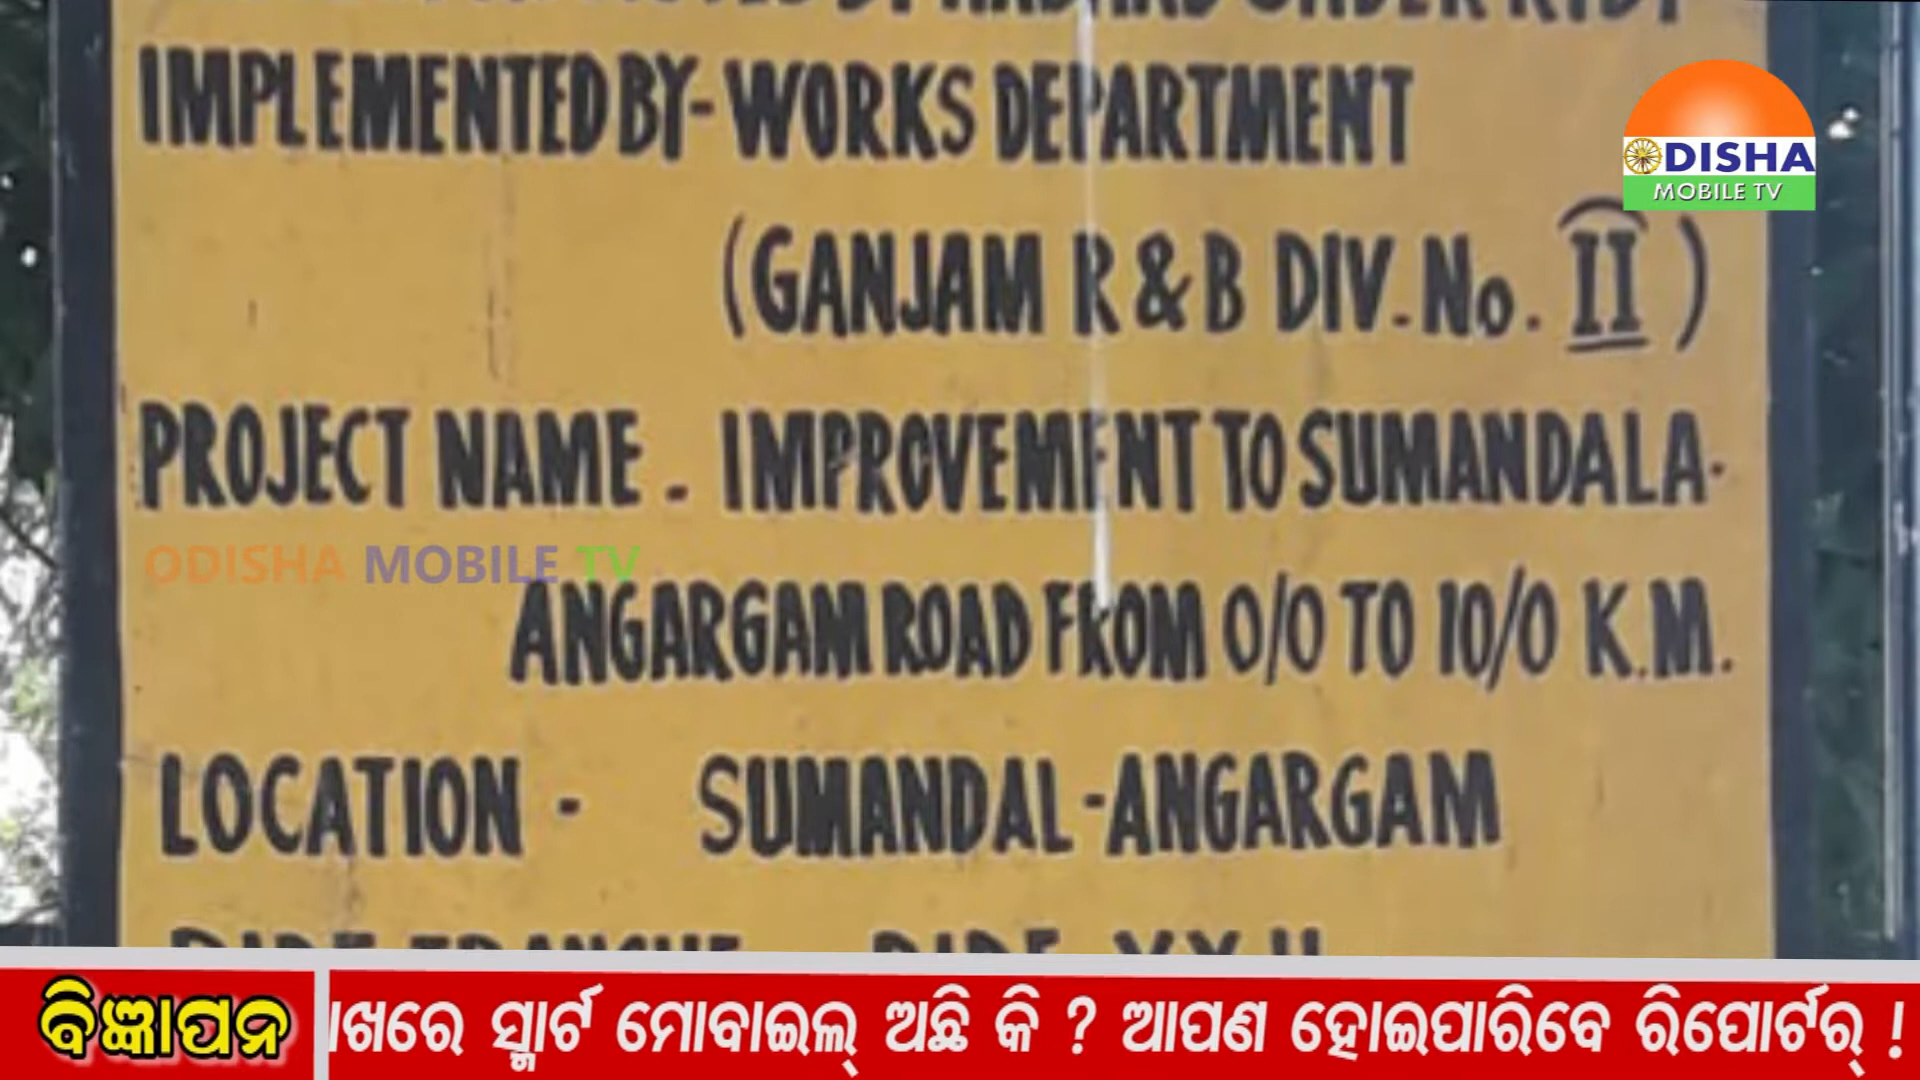 IMPLEMENTED BY- WORKS DEPARTMENT
(GANJAM R & B DIV. No. II)
PROJECT NAME - IMPROVEMENT TO SUMANDALA-
ANGARGAM ROAD FROM 0/0 TO 10/0 K.M.
LOCATION - SUMANDAL-ANGARGAM
ODISHA
MOBILE TV
ODISHA MOBILE TV
ବିଜ୍ଞାପନ
ସ୍ମାର୍ଟ ମୋବାଇଲ୍ ଅଛି କି ? ଆପଣ ହୋଇପାରିବେ ରିପୋର୍ଟର୍ !